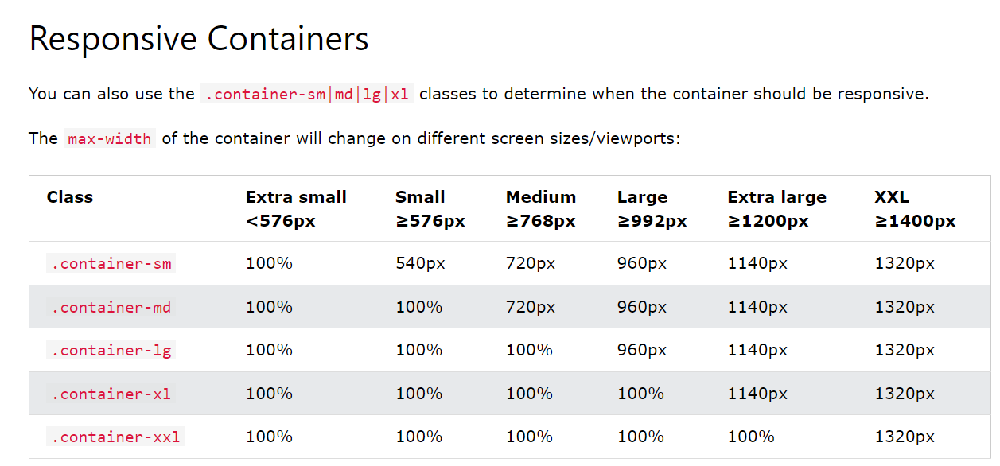 Responsive Containers
You can also use the .container-sm|md|lg|xl classes to determine when the container should be responsive.
The max-width of the container will change on different screen sizes/viewports:
Class Extra small Small Medium Large Extra large XXL
<576px ≥576px ≥768px ≥992px ≥1200px ≥1400px
.container-sm 100% 540px 720px 960px 1140px 1320px
.container-md 100% 100% 720px 960px 1140px 1320px
.container-lg 100% 100% 100% 960px 1140px 1320px
.container-xl 100% 100% 100% 100% 1140px 1320px
.container-xxl 100% 100% 100% 100% 100% 1320px